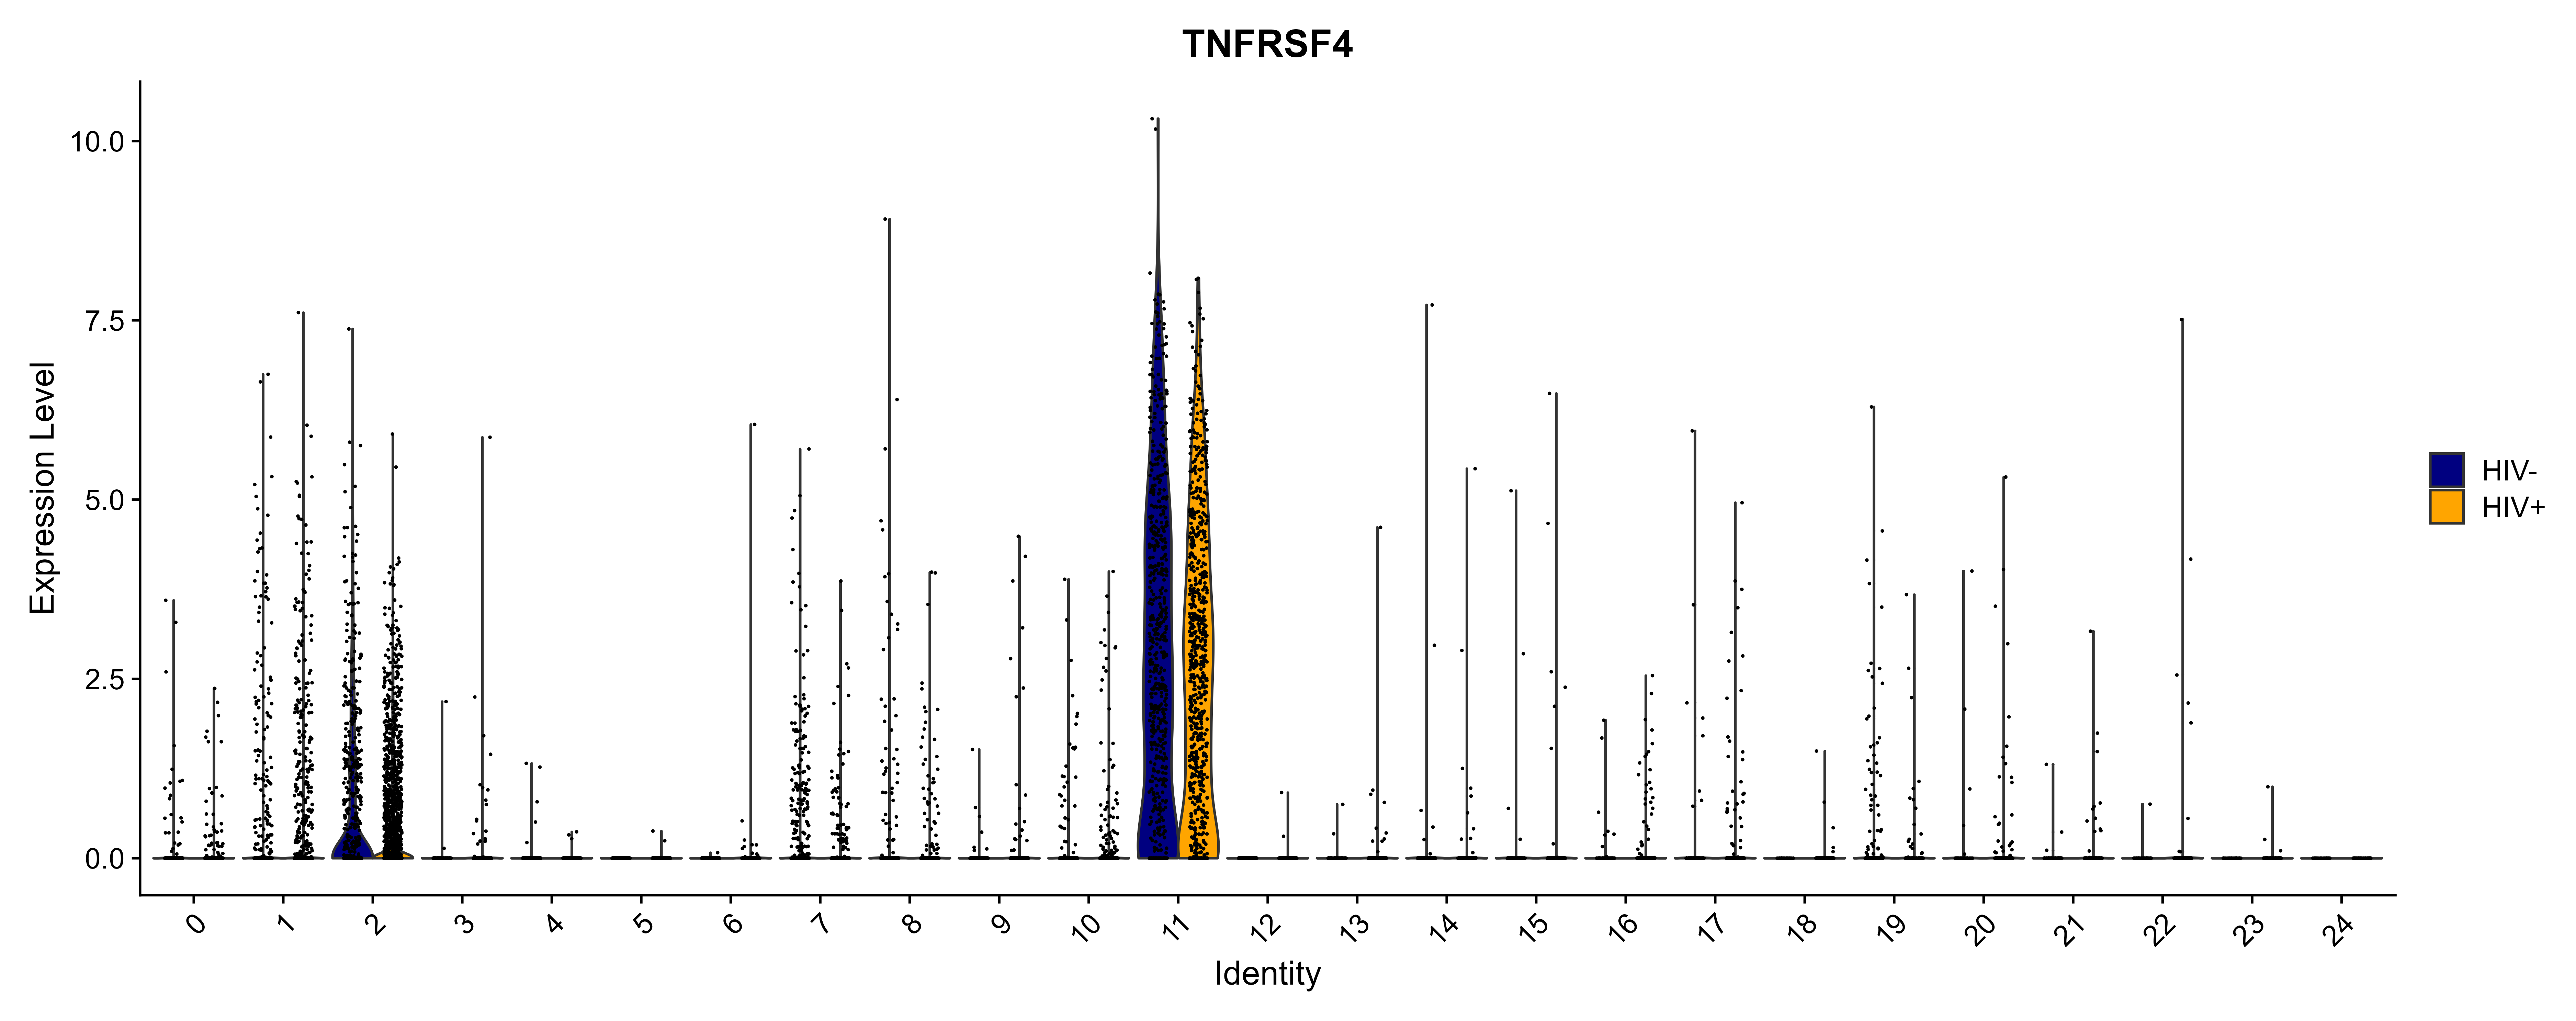 TNFRSF4
Expression Level
10.0
7.5
5.0
2.5
0.0
0 1 2 3 4 5 6 7 8 9 10 11 12 13 14 15 16 17 18 19 20 21 22 23 24
Identity
HIV-
HIV+